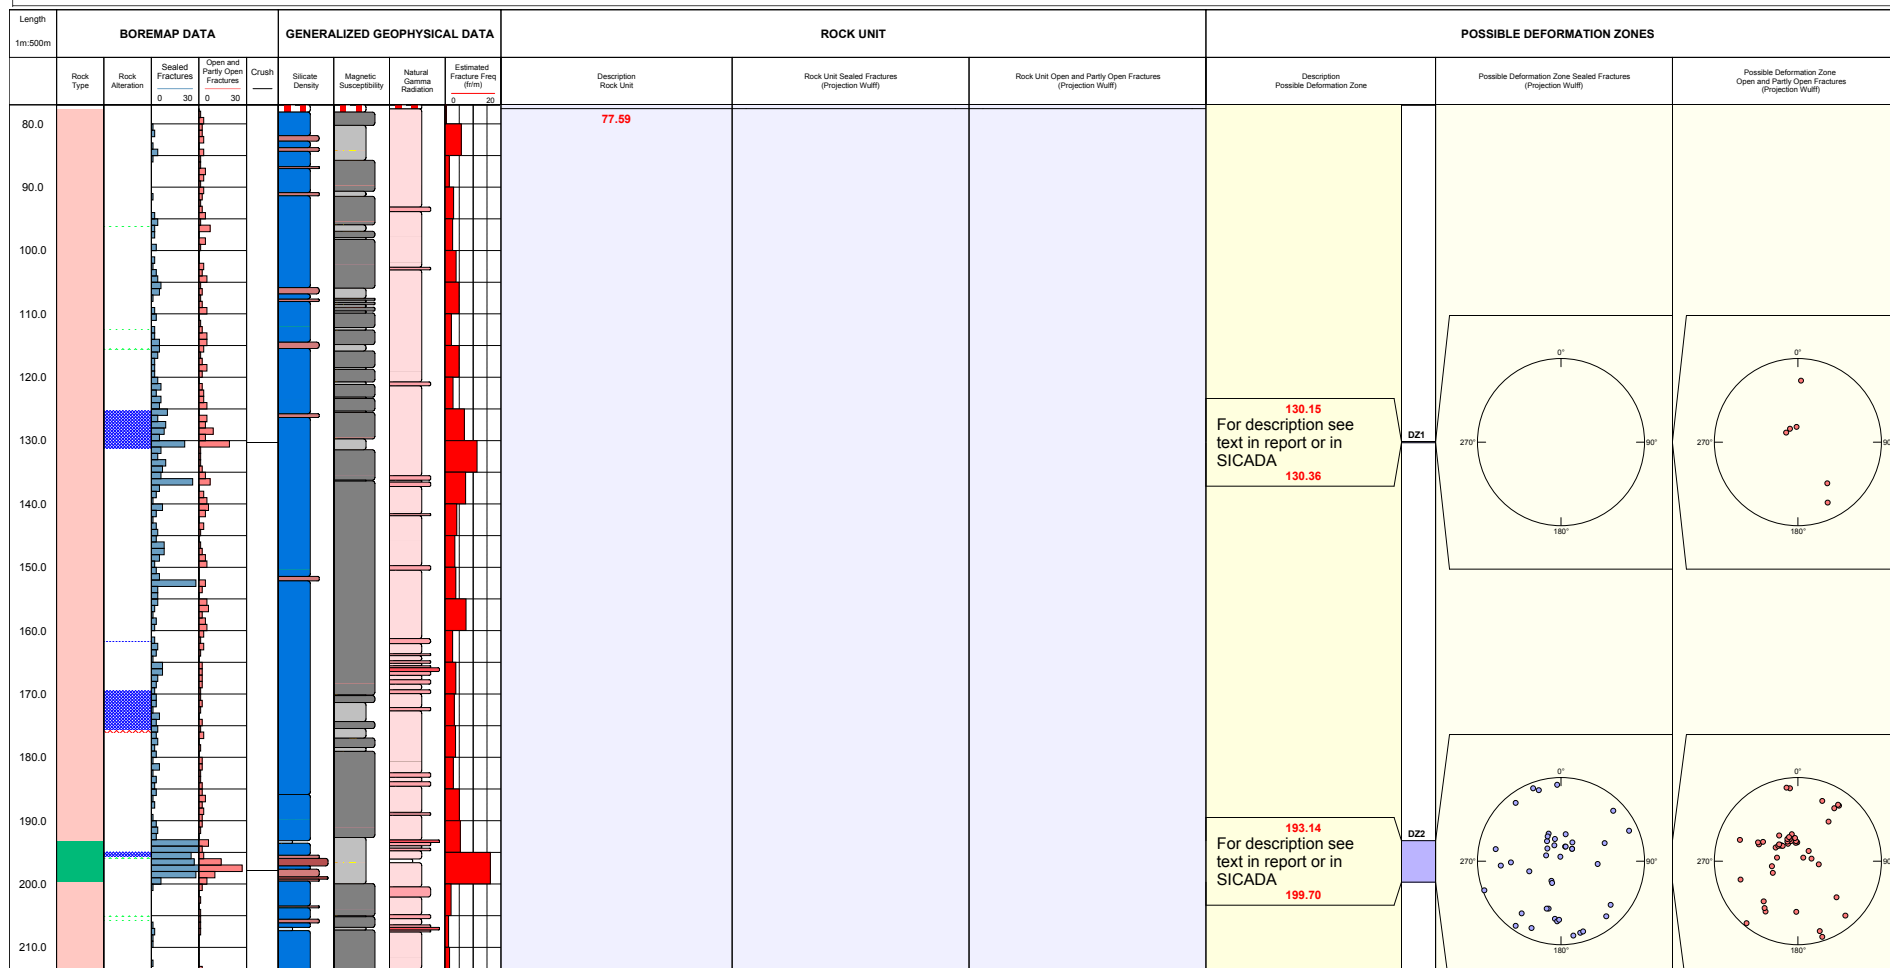 Length
1m:500m
BOREMAP DATA
GENERALIZED GEOPHYSICAL DATA
ROCK UNIT
POSSIBLE DEFORMATION ZONES
Rock
Type
Rock
Alteration
Sealed
Fractures
0 30
Open and
Partly Open
Fractures
0 30
Crush
Silicate
Density
Magnetic
Susceptibility
Natural
Gamma
Radiation
Estimated
Fracture Freq
(fr/m)
0 20
Description
Rock Unit
Rock Unit Sealed Fractures
(Projection Wulff)
Rock Unit Open and Partly Open Fractures
(Projection Wulff)
Description
Possible Deformation Zone
Possible Deformation Zone Sealed Fractures
(Projection Wulff)
Possible Deformation Zone
Open and Partly Open Fractures
(Projection Wulff)
77.59
80.0
90.0
100.0
110.0
120.0
130.0
140.0
150.0
160.0
170.0
180.0
190.0
200.0
210.0
130.15
For description see
text in report or in
SICADA
130.36
DZ1
0°
270° 90°
180°
0°
270° 90
180°
193.14
For description see
text in report or in
SICADA
199.70
DZ2
0°
270° 90°
180°
0°
270° 90
180°